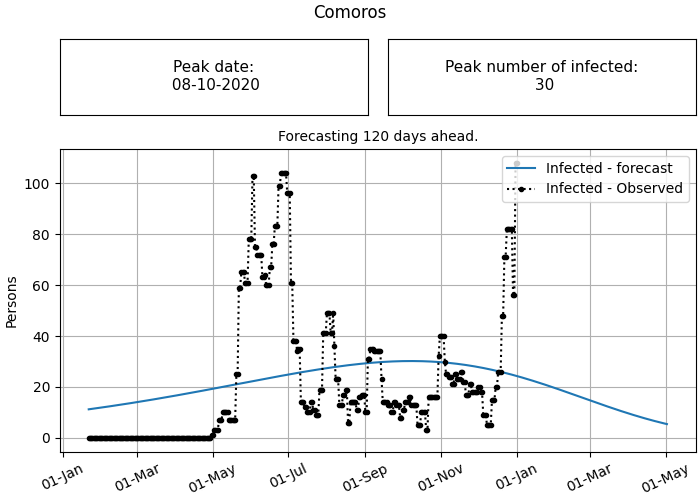 Comoros
Peak date:
08-10-2020
Peak number of infected:
30
Forecasting 120 days ahead.
Infected - forecast
Infected - Observed
Persons
100
80
60
40
20
0
01-Jan
01-Mar
01-May
01-Jul
01-Sep
01-Nov
01-Jan
01-Mar
01-May